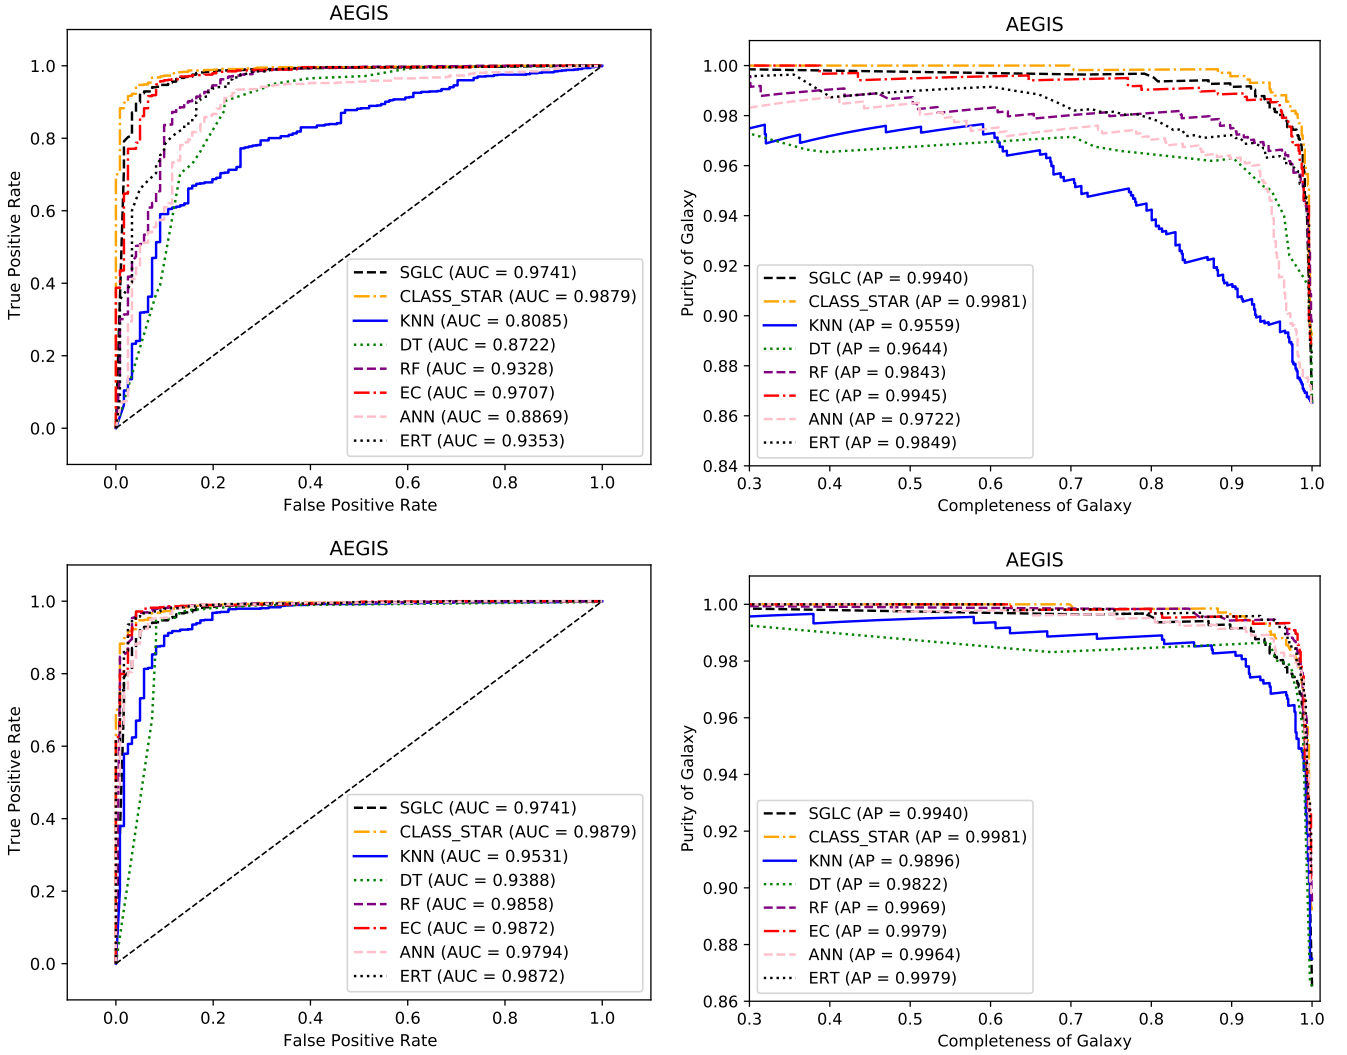 AEGIS
True Positive Rate
1.0
0.8
0.6
0.4
0.2
0.0
SGLC (AUC = 0.9741)
CLASS_STAR (AUC = 0.9879)
KNN (AUC = 0.8085)
DT (AUC = 0.8722)
RF (AUC = 0.9328)
EC (AUC = 0.9707)
ANN (AUC = 0.8869)
ERT (AUC = 0.9353)
0.0 0.2 0.4 0.6 0.8 1.0
False Positive Rate
AEGIS
Purity of Galaxy
1.00
0.98
0.96
0.94
0.92
0.90
0.88
0.86
0.84
SGLC (AP = 0.9940)
CLASS_STAR (AP = 0.9981)
KNN (AP = 0.9559)
DT (AP = 0.9644)
RF (AP = 0.9843)
EC (AP = 0.9945)
ANN (AP = 0.9722)
ERT (AP = 0.9849)
0.3 0.4 0.5 0.6 0.7 0.8 0.9 1.0
Completeness of Galaxy
AEGIS
True Positive Rate
1.0
0.8
0.6
0.4
0.2
0.0
SGLC (AUC = 0.9741)
CLASS_STAR (AUC = 0.9879)
KNN (AUC = 0.9531)
DT (AUC = 0.9388)
RF (AUC = 0.9858)
EC (AUC = 0.9872)
ANN (AUC = 0.9794)
ERT (AUC = 0.9872)
0.0 0.2 0.4 0.6 0.8 1.0
False Positive Rate
AEGIS
Purity of Galaxy
1.00
0.98
0.96
0.94
0.92
0.90
0.88
0.86
SGLC (AP = 0.9940)
CLASS_STAR (AP = 0.9981)
KNN (AP = 0.9896)
DT (AP = 0.9822)
RF (AP = 0.9969)
EC (AP = 0.9979)
ANN (AP = 0.9964)
ERT (AP = 0.9979)
0.3 0.4 0.5 0.6 0.7 0.8 0.9 1.0
Completeness of Galaxy